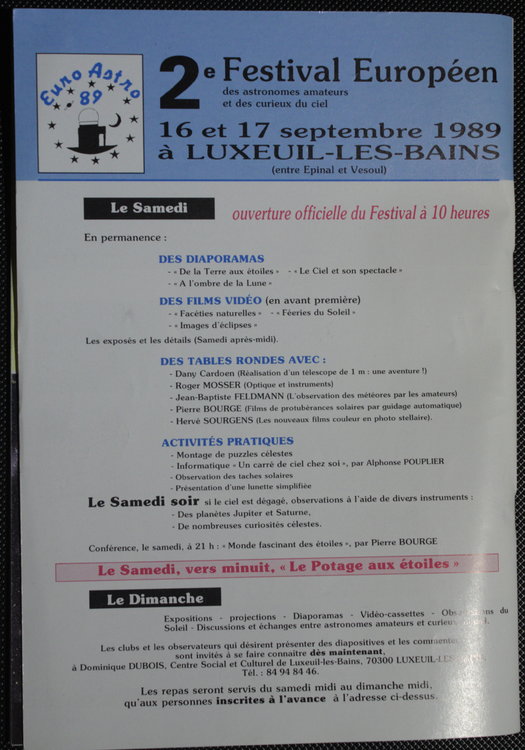 Euro Astro
89
2e Festival Européen
des astronomes amateurs
et des curieux du ciel
16 et 17 septembre 1989
à LUXEUIL-LES-BAINS
(entre Epinal et Vesoul)
Le Samedi
ouverture officielle du Festival à 10 heures
En permanence :
DES DIAPORAMAS
- « De la Terre aux étoiles » - « Le Ciel et son spectacle »
- « A l'ombre de la Lune »
DES FILMS VIDÉO (en avant première)
- « Facéties naturelles » - « Féeries du Soleil »
- « Images d'éclipses »
Les exposés et les détails (Samedi après-midi).
DES TABLES RONDES AVEC :
- Dany Cardoen (Réalisation d'un télescope de 1 m : une aventure !)
- Roger MOSSER (Optique et instruments)
- Jean-Baptiste FELDMANN (L'observation des météores par les amateurs)
- Pierre BOURGE (Films de protubérances solaires par guidage automatique)
- Hervé SOURGENS (Les nouveaux films couleur en photo stellaire).
ACTIVITÉS PRATIQUES
- Montage de puzzles célestes
- Informatique « Un carré de ciel chez soi », par Alphonse POUPLIER
- Observation des taches solaires
- Présentation d'une lunette simplifiée
Le Samedi soir si le ciel est dégagé, observations à l'aide de divers instruments :
- Des planètes Jupiter et Saturne,
- De nombreuses curiosités célestes.
Conférence, le samedi, à 21 h : « Monde fascinant des étoiles », par Pierre BOURGE
Le Samedi, vers minuit, « Le Potage aux étoiles »
Le Dimanche
Expositions - projections - Diaporamas - Vidéo-cassettes - du
Soleil - Discussions et échanges entre astronomes amateurs et
Les clubs et les observateurs qui désirent présenter des diapositives et les
sont invités à se faire connaître dès maintenant,
à Dominique DUBOIS, Centre Social et Culturel de Luxeuil-les-Bains, 70300
Tél. : 84 94 84 46.
Les repas seront servis du samedi midi au dimanche midi,
qu'aux personnes inscrites à l'avance à l'adresse ci-dessus.